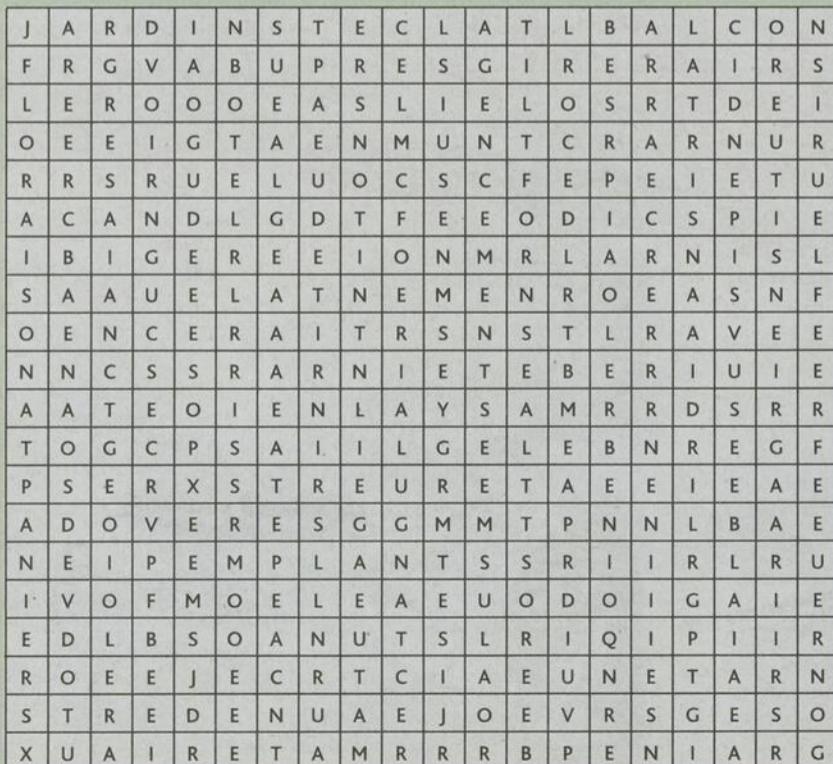 J A R D I N S T E C L A T L B A L C O N
F R G V A B U P R E S G I R E R A I R S
L E R O O O E A S L I E L O S R T D E I
O E E I G T A E N M U N T C R A R N U R
R R S R U E L U O C S C F E P E I E T U
A C A N D L G D T F E E O D I C S P I E
I B I G E R E E I O N M R L A R N I S L
S A A U E L A T N E M E N R O E A S N F
O E N C E R A I T R S N S T L R A V E E
N N C S S R A R N I E T E B E R I U I E
A A T E O I E N L A Y S A M R R D S R R
T O G C P S A I I L G E L E B N R E G F
P S E R X S T R E U R E T A E E I E A E
A D O V E R E S G G M M T P N N L B A E
N E I P E M P L A N T S S R I I R L R U
I V O F M O E L E A E U O D O I G A I E
E D L B S O A N U T S L R I Q I P I I R
R O E E J E C R T C I A E U N E T A R N
S T R E D E N U A E J O E V R S G E S O
X U A I R E T A M R R R B P E N I A R G